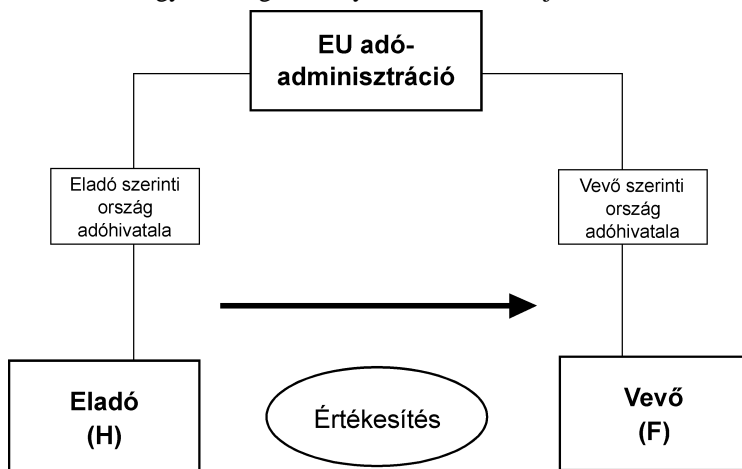 EU adó-
adminisztráció
Eladó szerinti
ország
adóhivatala
Vevő szerinti
ország
adóhivatala
Eladó
(H)
Értékesítés
Vevő
(F)